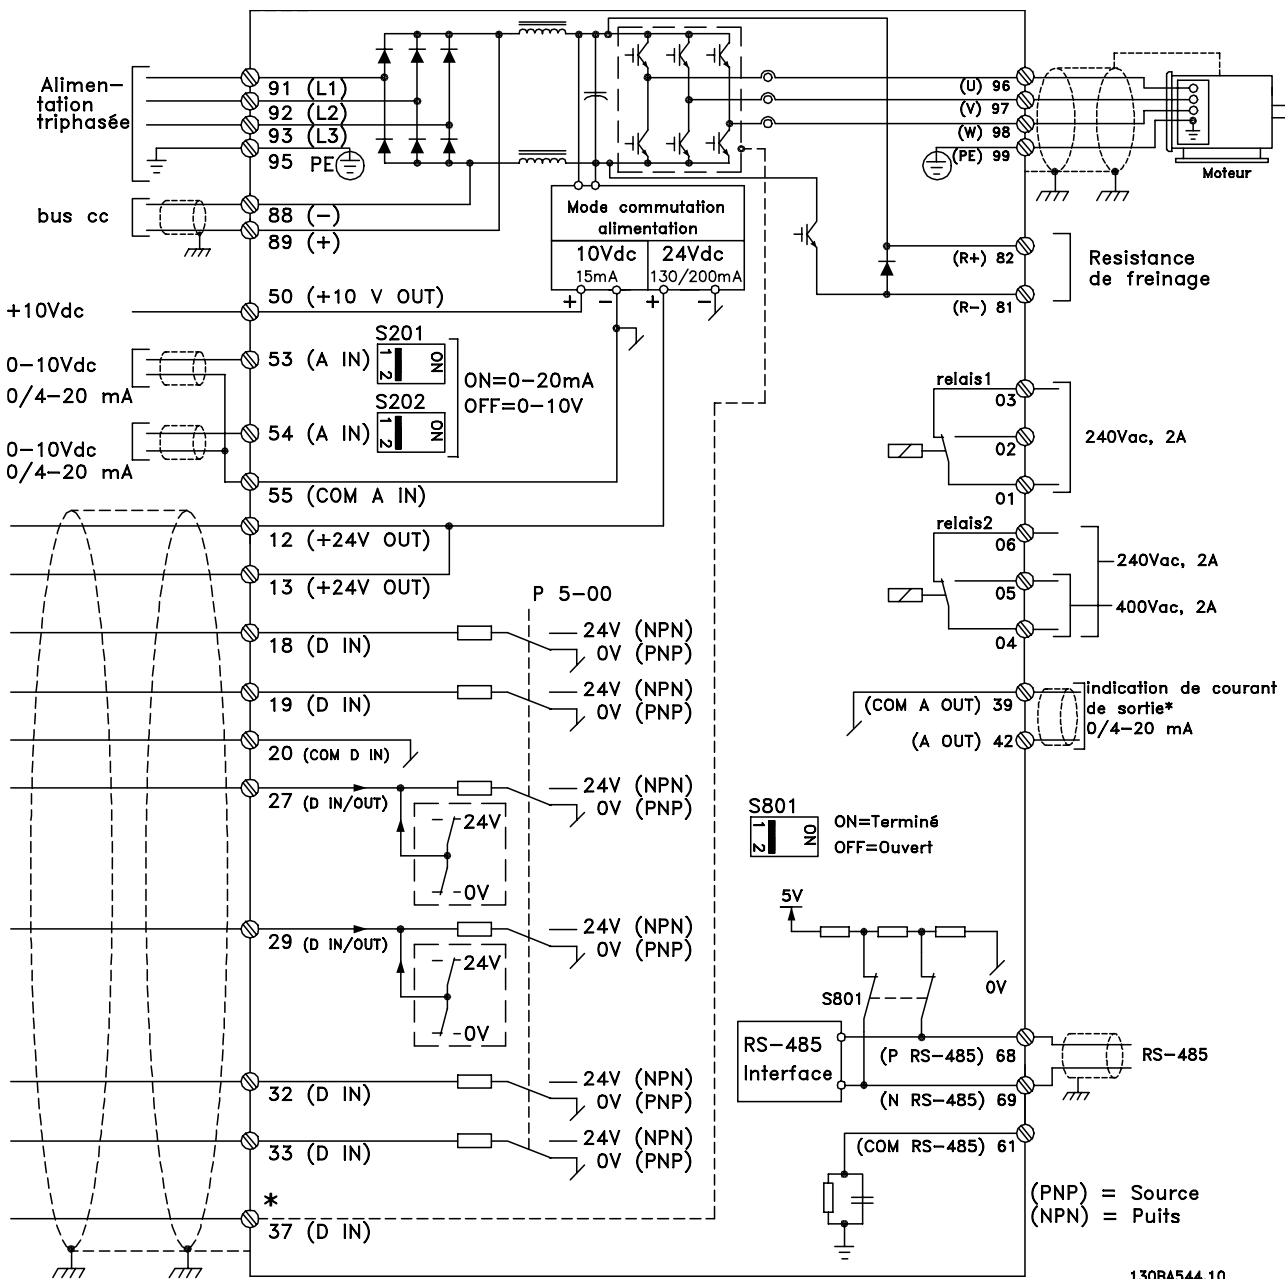 Alimen-
tation
triphasée
91 (L1)
92 (L2)
93 (L3)
95 PE
bus cc
88 (−)
89 (+)
+10Vdc
50 (+10 V OUT)
0−10Vdc
0/4−20 mA
53 (A IN)
S201
1 2
ON
ON=0−20mA
OFF=0−10V
0−10Vdc
0/4−20 mA
54 (A IN)
S202
1 2
ON
55 (COM A IN)
12 (+24V OUT)
13 (+24V OUT)
P 5-00
18 (D IN)
24V (NPN)
0V (PNP)
19 (D IN)
24V (NPN)
0V (PNP)
20 (COM D IN)
27 (D IN/OUT)
24V (NPN)
0V (PNP)
24V
0V
29 (D IN/OUT)
24V (NPN)
0V (PNP)
24V
0V
32 (D IN)
24V (NPN)
0V (PNP)
33 (D IN)
24V (NPN)
0V (PNP)
*
37 (D IN)
Mode commutation
alimentation
10Vdc
15mA
24Vdc
130/200mA
+ − + −
(U) 96
(V) 97
(W) 98
(PE) 99
Moteur
(R+) 82
(R−) 81
Resistance
de freinage
relais1
03
02
01
240Vac, 2A
relais2
06
05
04
240Vac, 2A
400Vac, 2A
(COM A OUT) 39
(A OUT) 42
indication de courant
de sortie*
0/4−20 mA
S801
1 2
ON
ON=Terminé
OFF=Ouvert
5V
0V
S801
RS−485
Interface
(P RS−485) 68
(N RS−485) 69
(COM RS−485) 61
RS−485
(PNP) = Source
(NPN) = Puits
130BA544.10